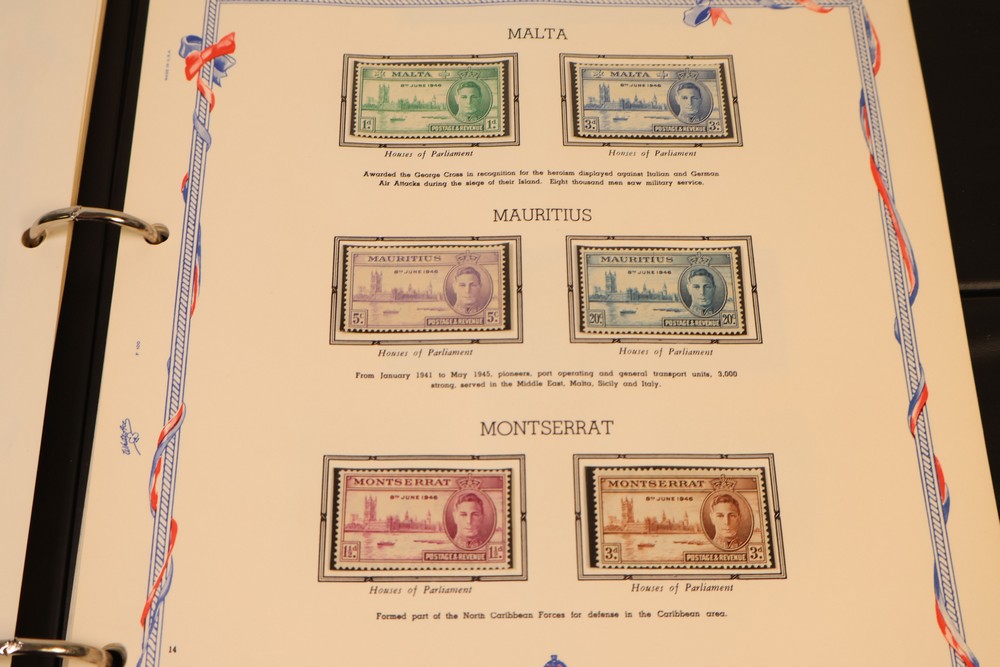 MADE IN U.S.A.
MALTA
MALTA
8TH JUNE 1946
1d
POSTAGE & REVENUE
MALTA
8TH JUNE 1946
3d
POSTAGE & REVENUE
3d
Houses of Parliament
Houses of Parliament
Awarded the George Cross in recognition for the heroism displayed against Italian and German
Air Attacks during the siege of their Island. Eight thousand men saw military service.
MAURITIUS
MAURITIUS
8TH JUNE 1946
5c
POSTAGE & REVENUE
5c
MAURITIUS
8TH JUNE 1946
20c
POSTAGE & REVENUE
20c
Houses of Parliament
Houses of Parliament
From January 1941 to May 1945, pioneers, port operating and general transport units, 3,000
strong, served in the Middle East, Malta, Sicily and Italy.
MONTSERRAT
MONTSERRAT
8TH JUNE 1946
1½d
POSTAGE & REVENUE
1½d
MONTSERRAT
8TH JUNE 1946
3d
POSTAGE & REVENUE
3d
Houses of Parliament
Houses of Parliament
Formed part of the North Caribbean Forces for defense in the Caribbean area.
14